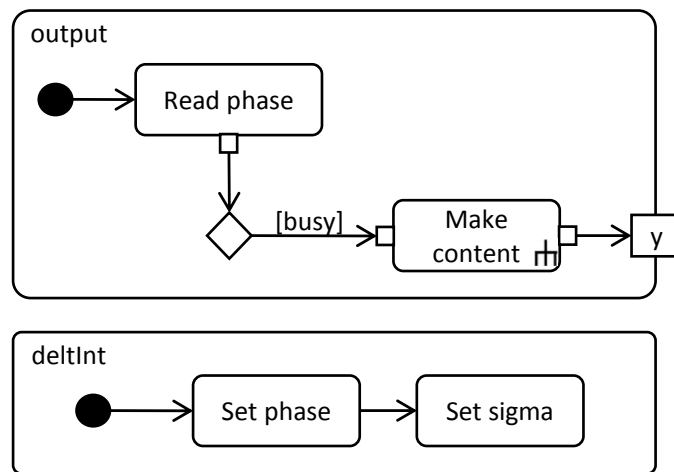 output
Read phase
[busy]
Make
content
y
deltInt
Set phase
Set sigma